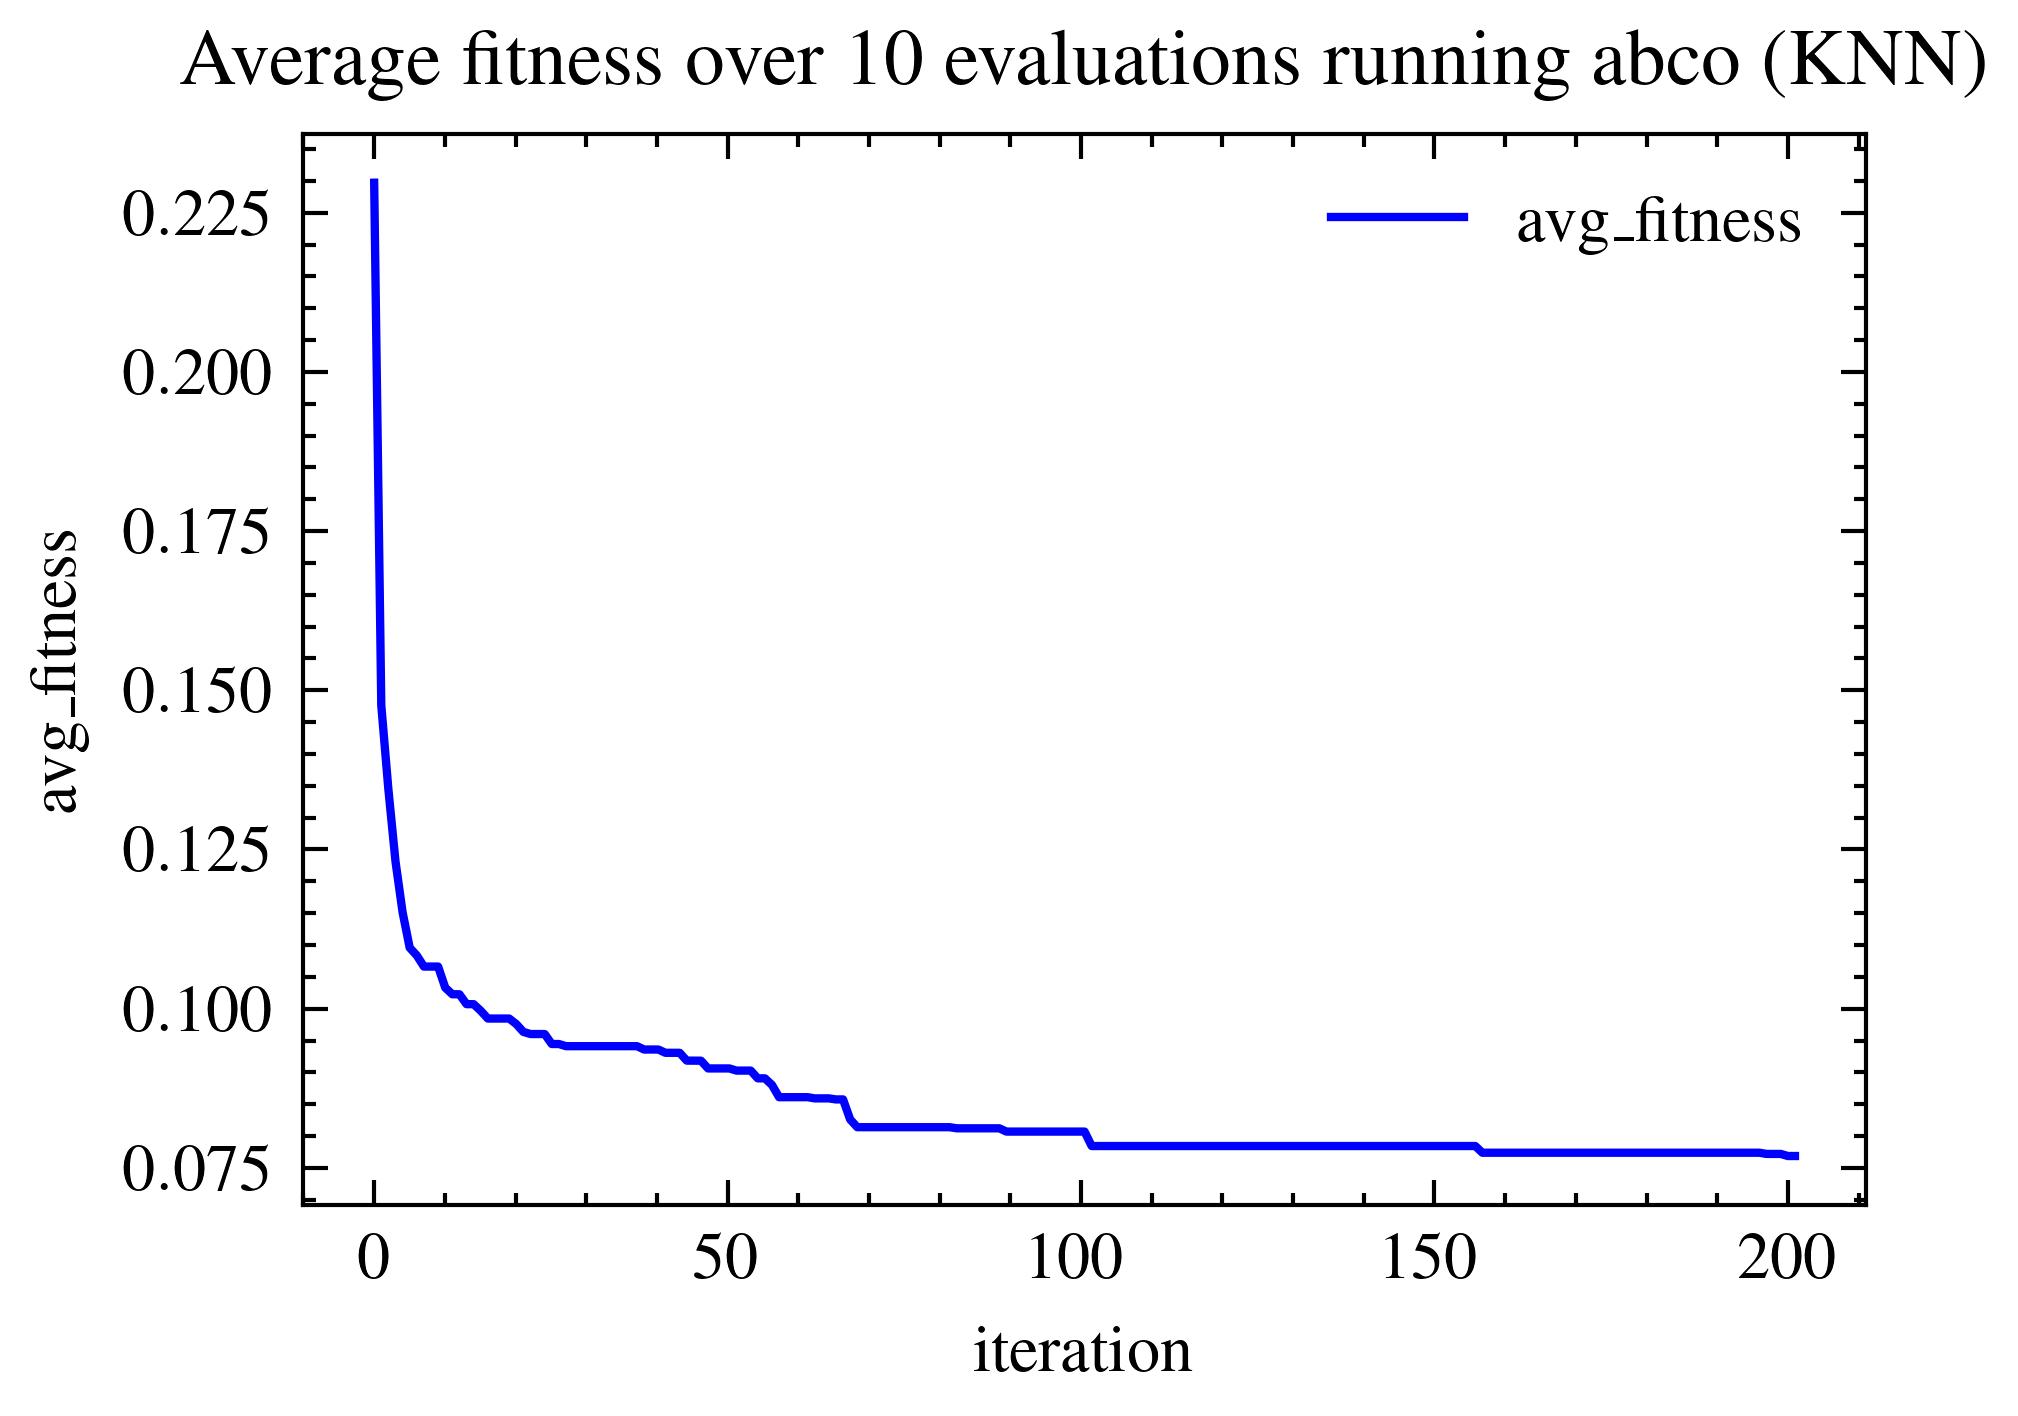 Average fitness over 10 evaluations running abco (KNN)
avg_fitness
0.225
0.200
0.175
0.150
0.125
0.100
0.075
avg_fitness
0 50 100 150 200
iteration